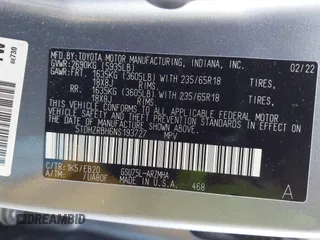 MFD. BY: TOYOTA MOTOR MANUFACTURING, INDIANA, INC.
GVWR: 2690KG (5935LB) 02/22
GAWR: FRT. 1635KG (3605LB) WITH 235/65R18 TIRES,
18X8J RIMS
RR. 1635KG (3605LB) WITH 235/65R18 TIRES,
18X8J RIMS
THIS VEHICLE CONFORMS TO ALL APPLICABLE
FEDERAL MOTOR VEHICLE SAFETY AND
STANDARDS IN EFFECT ON THE DATE OF
MANUFACTURE SHOWN ABOVE.
5TDHZRBH6NS193727 MPV
C/TR: 1K5/EB20 GSU75L-ARZMHA
A/TM: /UA80F
MADE IN U.S.A. 468
A
DREAMBID